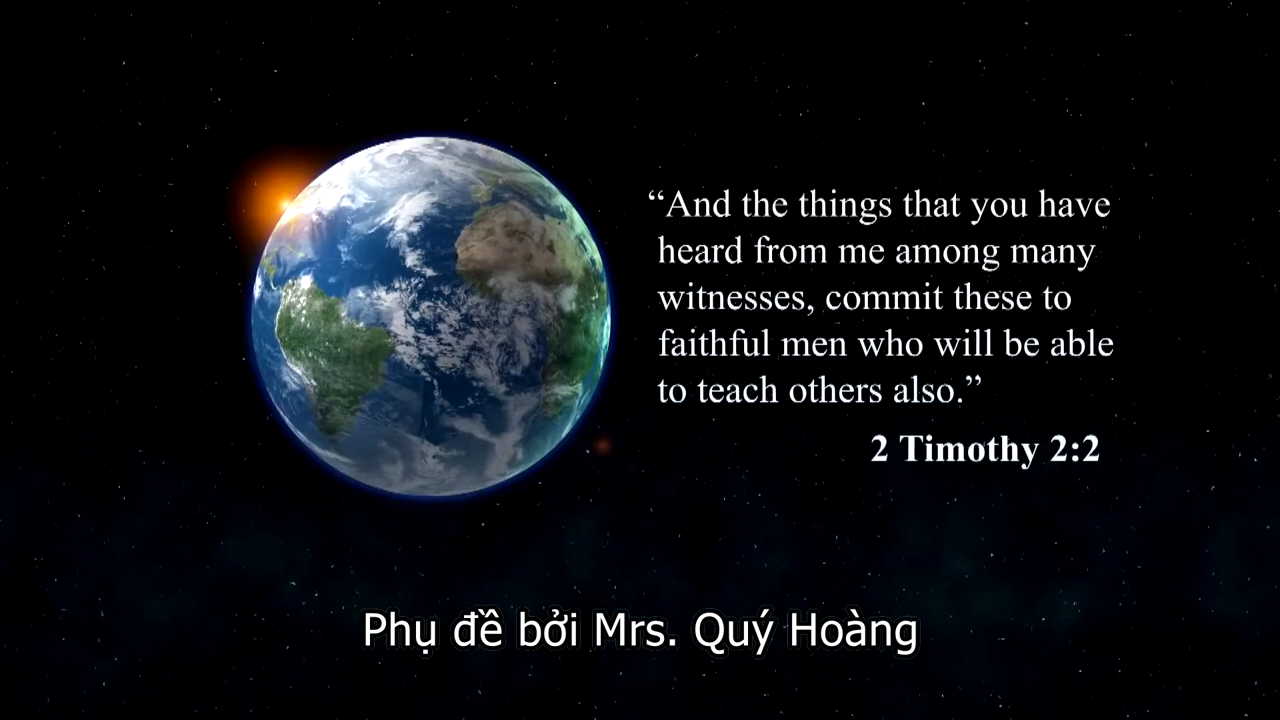 “And the things that you have
heard from me among many
witnesses, commit these to
faithful men who will be able
to teach others also.”
2 Timothy 2:2
Phụ đề bởi Mrs. Quý Hoàng